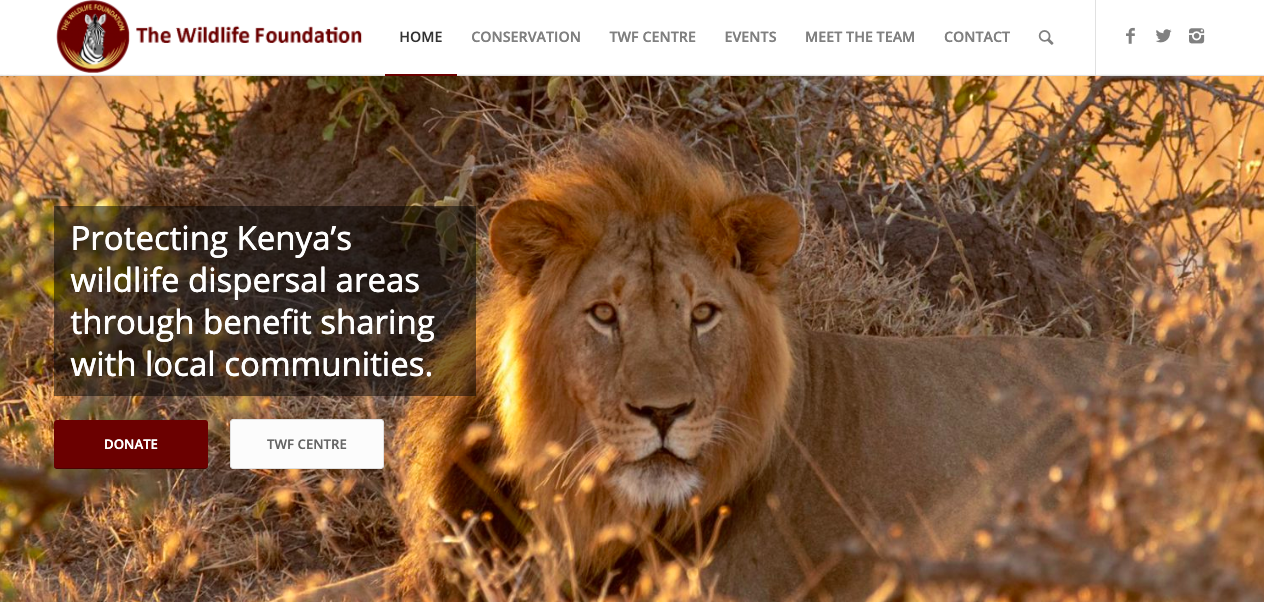 THE WILDLIFE FOUNDATION
The Wildlife Foundation
HOME
CONSERVATION
TWF CENTRE
EVENTS
MEET THE TEAM
CONTACT
Protecting Kenya’s
wildlife dispersal areas
through benefit sharing
with local communities.
DONATE
TWF CENTRE